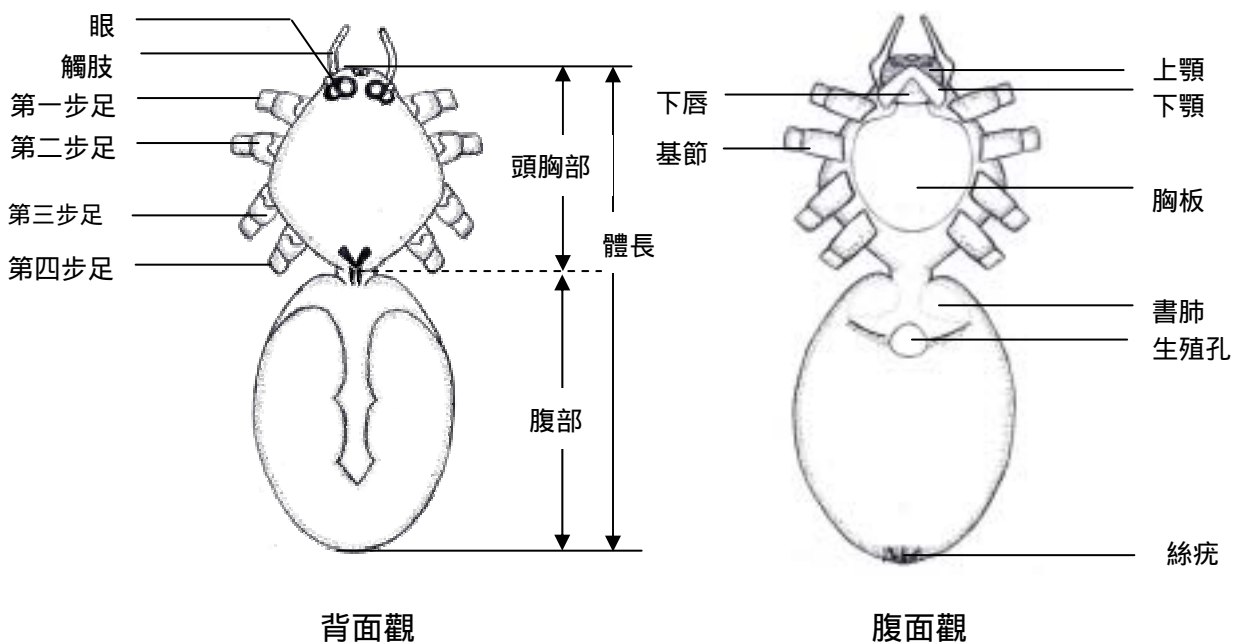 眼
觸肢
第一步足
第二步足
第三步足
第四步足
頭胸部
體長
腹部
背面觀
上顎
下顎
下唇
基節
胸板
書肺
生殖孔
絲疣
腹面觀